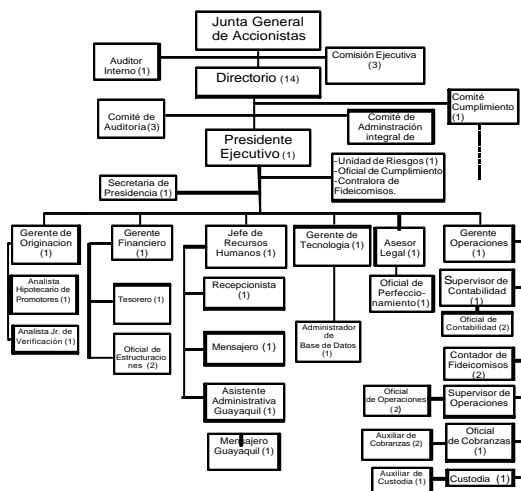 Junta General
de Accionistas
Auditor
Interno (1)
Comisión Ejecutiva
(3)
Directorio (14)
Comité
Cumplimiento
(1)
Comité de
Auditoría(3)
Comité de
Adminstración
integral de
Presidente
Ejecutivo (1)
-Unidad de Riesgos (1)
-Oficial de Cumplimiento
-Contralora de
Fideicomisos.
Secretaria de
Presidencia (1)
Gerente de
Originacion (1)
Gerente
Financiero
(1)
Jefe de
Recursos
Humanos (1)
Gerente de
Tecnología (1)
Asesor
Legal (1)
Gerente
Operaciones
(1)
Analista
Hipotecario de
Promotores (1)
Analista Jr. de
Verificación (1)
Tesorero (1)
Oficial de
Estructuracio
nes (2)
Recepcionista
(1)
Mensajero (1)
Asistente
Administrativa
Guayaquil (1)
Mensajero
Guayaquil (1)
Administrador
de
Base de Datos
(1)
Oficial de
Perfeccio-
namiento (1)
Supervisor de
Contabilidad
(1)
Oficial de
Contabilidad (2)
Contador de
Fideicomisos
(2)
Oficial
de Operaciones
(2)
Supervisor de
Operaciones
Auxiliar de
Cobranzas (2)
Oficial
de Cobranzas
(1)
Auxiliar de
Custodia (1)
Custodia (1)